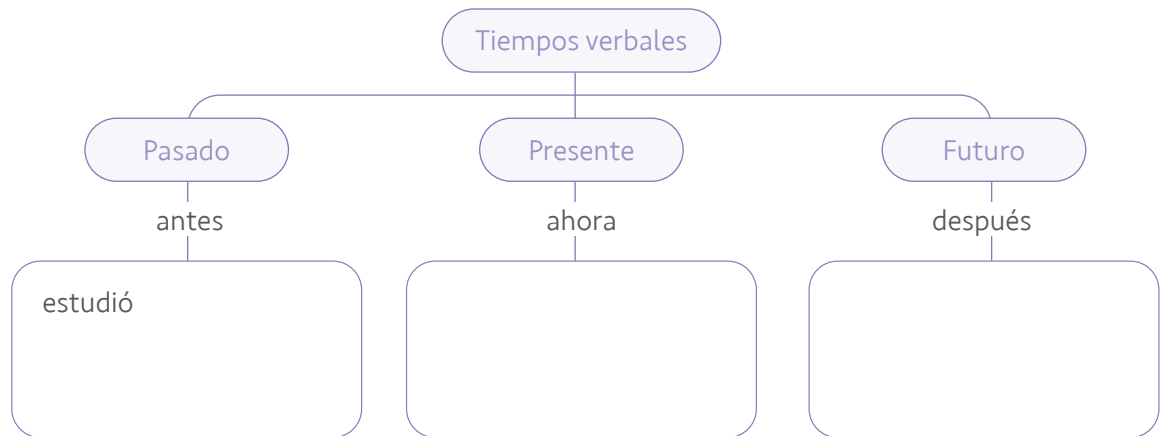 Tiempos verbales
Pasado
Presente
Futuro
antes
ahora
después
estudió